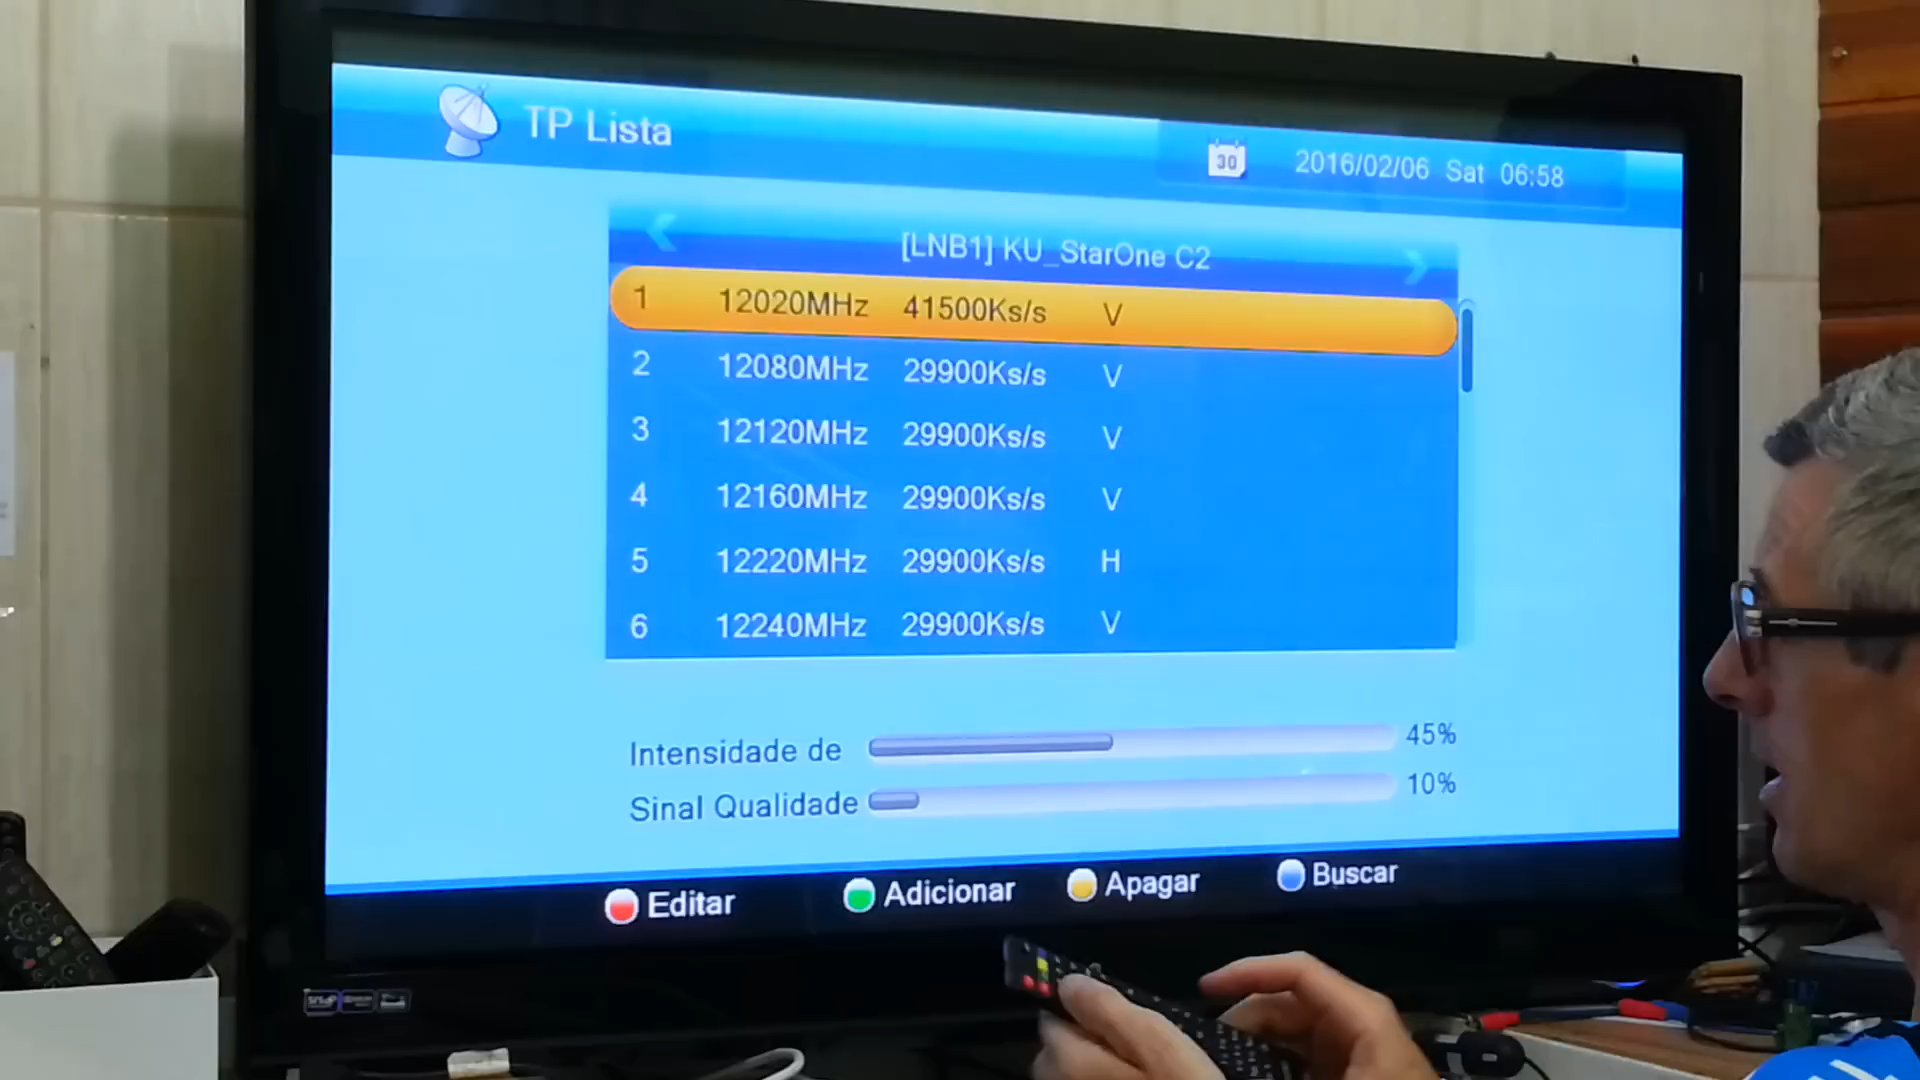 TP Lista
30 2016/02/06 Sat 06:58
[LNB1] KU_StarOne C2
1 12020MHz 41500Ks/s V
2 12080MHz 29900Ks/s V
3 12120MHz 29900Ks/s V
4 12160MHz 29900Ks/s V
5 12220MHz 29900Ks/s H
6 12240MHz 29900Ks/s V
Intensidade de 45%
Sinal Qualidade 10%
Editar Adicionar Apagar Buscar